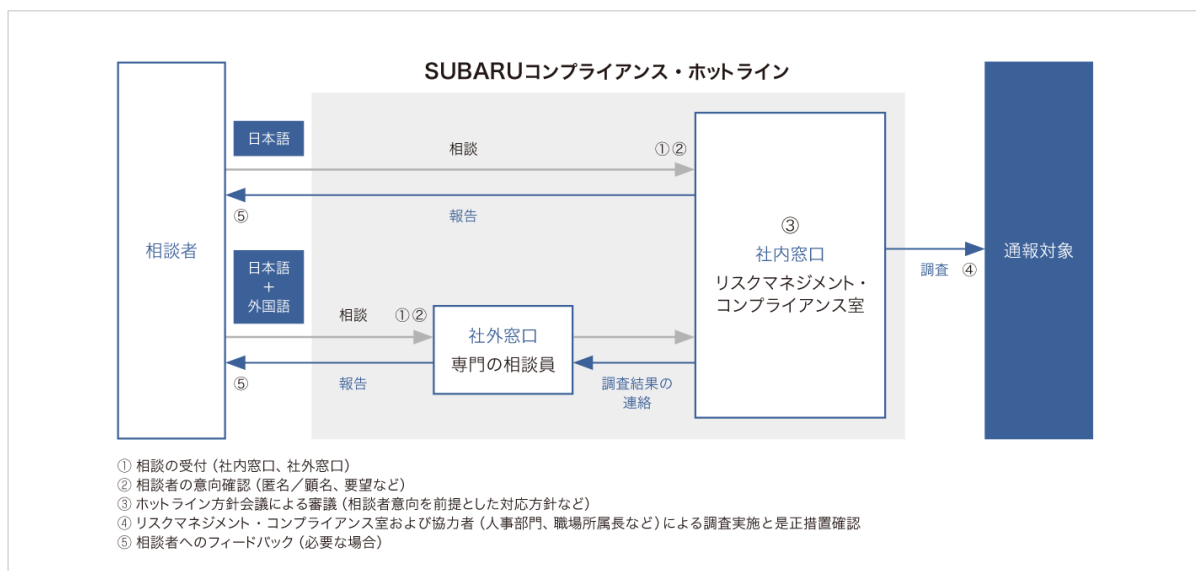 SUBARUコンプライアンス・ホットライン
日本語
相談
①②
⑤
報告
相談者
日本語
＋
外国語
相談
①②
⑤
報告
社外窓口
専門の相談員
調査結果の
連絡
③
社内窓口
リスクマネジメント・
コンプライアンス室
調査
④
通報対象
① 相談の受付（社内窓口、社外窓口）
② 相談者の意向確認（匿名／顕名、要望など）
③ ホットライン方針会議による審議（相談者意向を前提とした対応方針など）
④ リスクマネジメント・コンプライアンス室および協力者（人事部門、職場所属長など）による調査実施と是正措置確認
⑤ 相談者へのフィードバック（必要な場合）